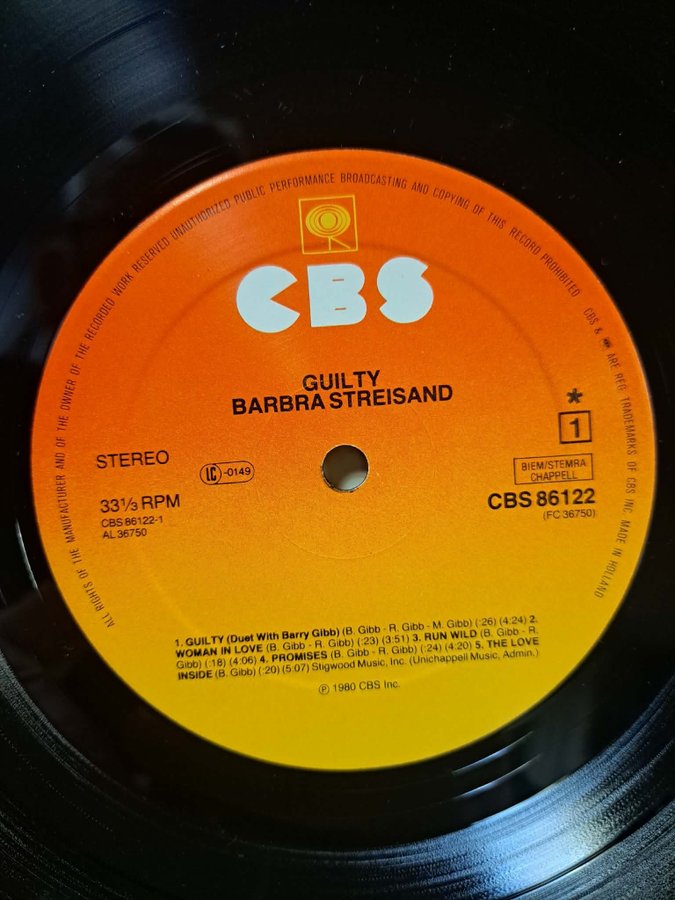 ALL RIGHTS OF THE MANUFACTURER AND OF THE OWNER OF THE RECORDED WORK RESERVED UNAUTHORIZED PUBLIC PERFORMANCE BROADCASTING AND COPYING OF THIS RECORD PROHIBITED CBS & ARE REG. TRADEMARKS OF CBS INC. MADE IN HOLLAND
CBS
GUILTY
BARBRA STREISAND
*
1
STEREO
LC -0149
BIEM/STEMRA
CHAPPELL
33⅓ RPM
CBS 86122
CBS 86122-1
(FC 36750)
AL 36750
1. GUILTY (Duet With Barry Gibb) (B. Gibb - R. Gibb - M. Gibb) (:26) (4:24) 2.
WOMAN IN LOVE (B. Gibb - R. Gibb) (:23) (3:51) 3. RUN WILD (B. Gibb - R.
Gibb) (:18) (4:06) 4. PROMISES (B. Gibb - R. Gibb) (:24) (4:20) 5. THE LOVE
INSIDE (B. Gibb) (:20) (5:07) Stigwood Music, Inc. (Unichappell Music, Admin.)
℗ 1980 CBS Inc.